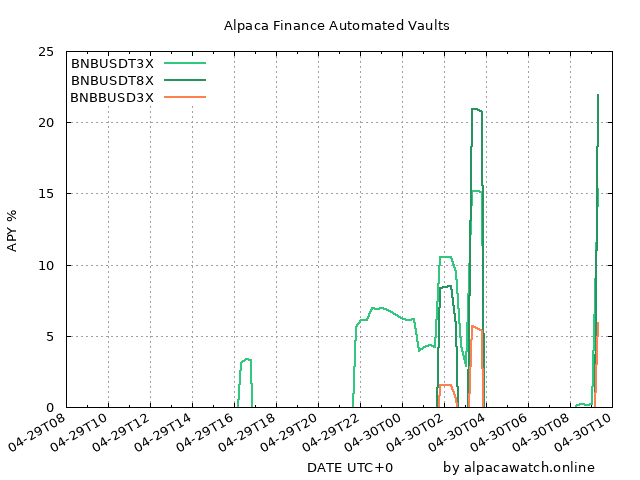 Alpaca Finance Automated Vaults
25
20
15
10
5
0
APY %
BNBUSDT3X
BNBUSDT8X
BNBBUSD3X
04-29T08
04-29T10
04-29T12
04-29T14
04-29T16
04-29T18
04-29T20
04-29T22
04-30T00
04-30T02
04-30T04
04-30T06
04-30T08
04-30T10
DATE UTC+0
by alpacawatch.online